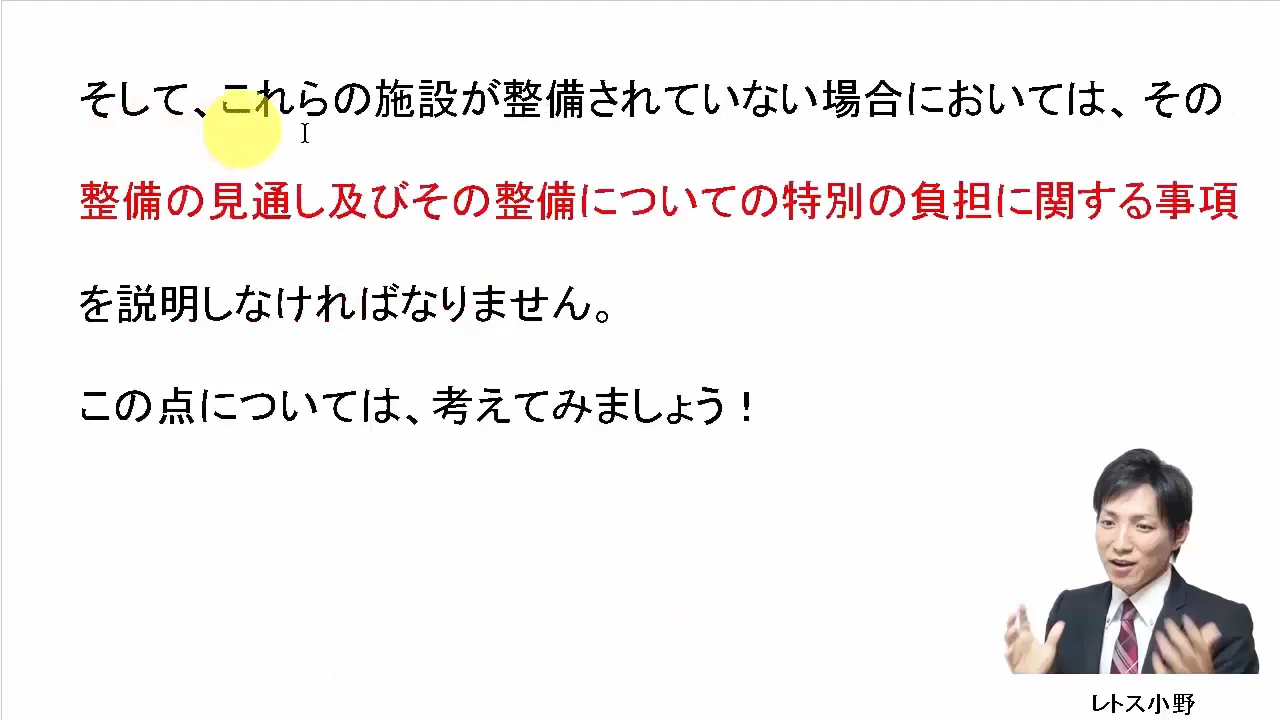 そして、これらの施設が整備されていない場合においては、その
整備の見通し及びその整備についての特別の負担に関する事項
を説明しなければなりません。
この点については、考えてみましょう！
レトス小野